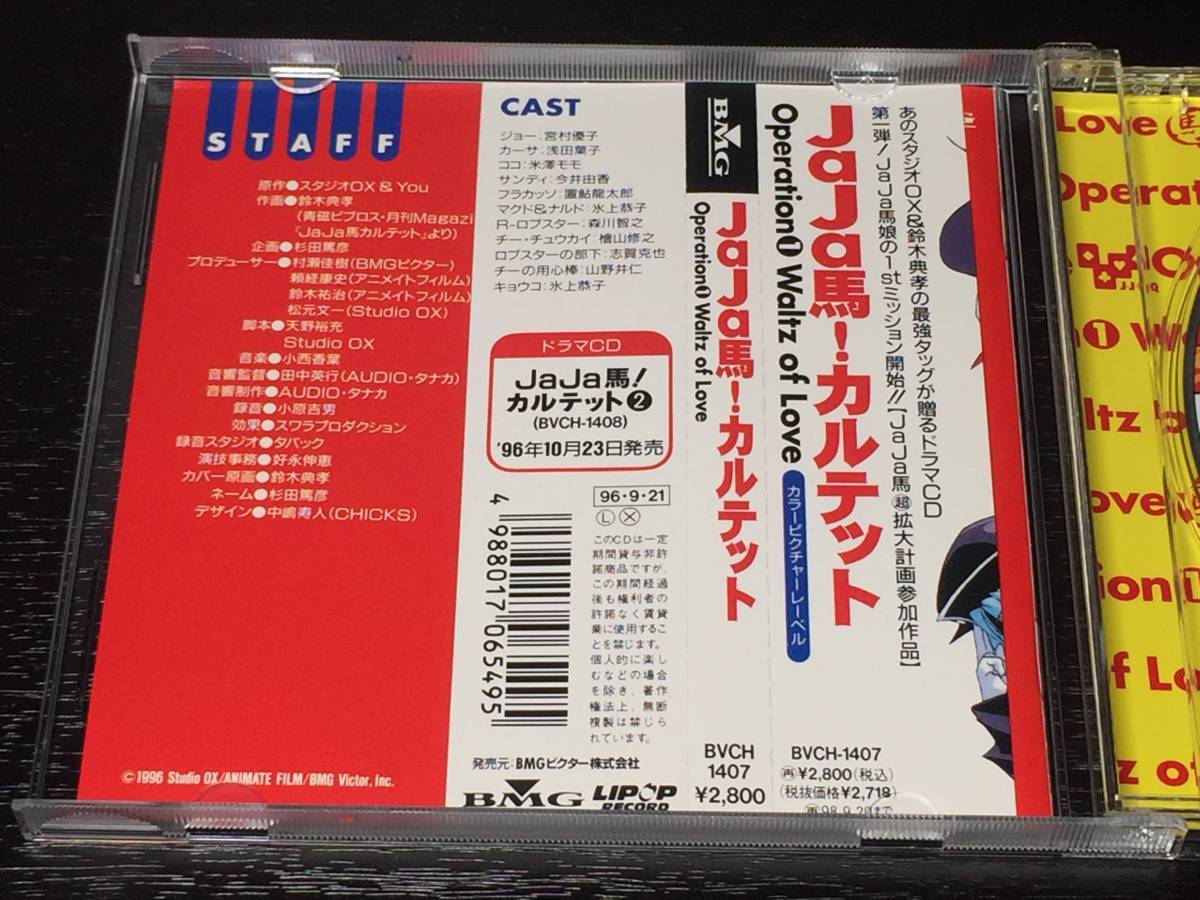 STAFF
原作●スタジオOX & You
作画●鈴木典孝
(青磁ビブロス・月刊Magazi
「JaJa馬カルテット」より)
企画●杉田篤彦
プロデューサー●村瀬佳樹(BMGビクター)
頼経康史(アニメイトフィルム)
鈴木祐治(アニメイトフィルム)
松元文一(Studio OX)
脚本●天野裕充
Studio OX
音楽●小西香葉
音響監督●田中英行(AUDIO・タナカ)
音響制作●AUDIO・タナカ
録音●小原吉男
効果●スワラプロダクション
録音スタジオ●タバック
演技事務●好永伸恵
カバー原画●鈴木典孝
ネーム●杉田篤彦
デザイン●中嶋寿人(CHICKS)
©1996 Studio OX/ANIMATE FILM/BMG Victor, Inc.
CAST
ジョー:宮村優子
カーサ:浅田葉子
ココ:米澤モモ
サンディ:今井由香
フラカッソ:置鮎龍太郎
マクド&ナルド:氷上恭子
R-ロブスター:森川智之
チー・チュウカイ:檜山修之
ロブスターの部下:志賀克也
チーの用心棒:山野井仁
キョウコ:氷上恭子
ドラマCD
JaJa馬!
カルテット❷
(BVCH-1408)
'96年10月23日発売
4 988017 065495
96・9・21
Ⓛ Ⓧ
このCDは一定
期間貸与非許
諾商品ですが、
この期間経過
後も権利者の
許諾なく賃貸
業に使用するこ
とを禁じます。
個人的に楽し
むなどの場合
を除き、著作
権法上、無断
複製は禁じら
れています。
発売元:BMGビクター株式会社
BMG
LIPOP
RECORD
BMG
JaJa馬!カルテット
Operation❶ Waltz of Love
BVCH
1407
¥2,800
あのスタジオOX&鈴木典孝の最強タッグが贈るドラマCD
第一弾!JaJa馬娘の1stミッション開始!!【JaJa馬㊣拡大計画参加作品】
JaJa馬!カルテット
Operation❶ Waltz of Love
カラーピクチャーレーベル
BVCH-1407
㊢¥2,800(税込)
(税抜価格¥2,718)
Love
Operat
❶ Wa
ltz
ove
tion❶
f Lo
z of